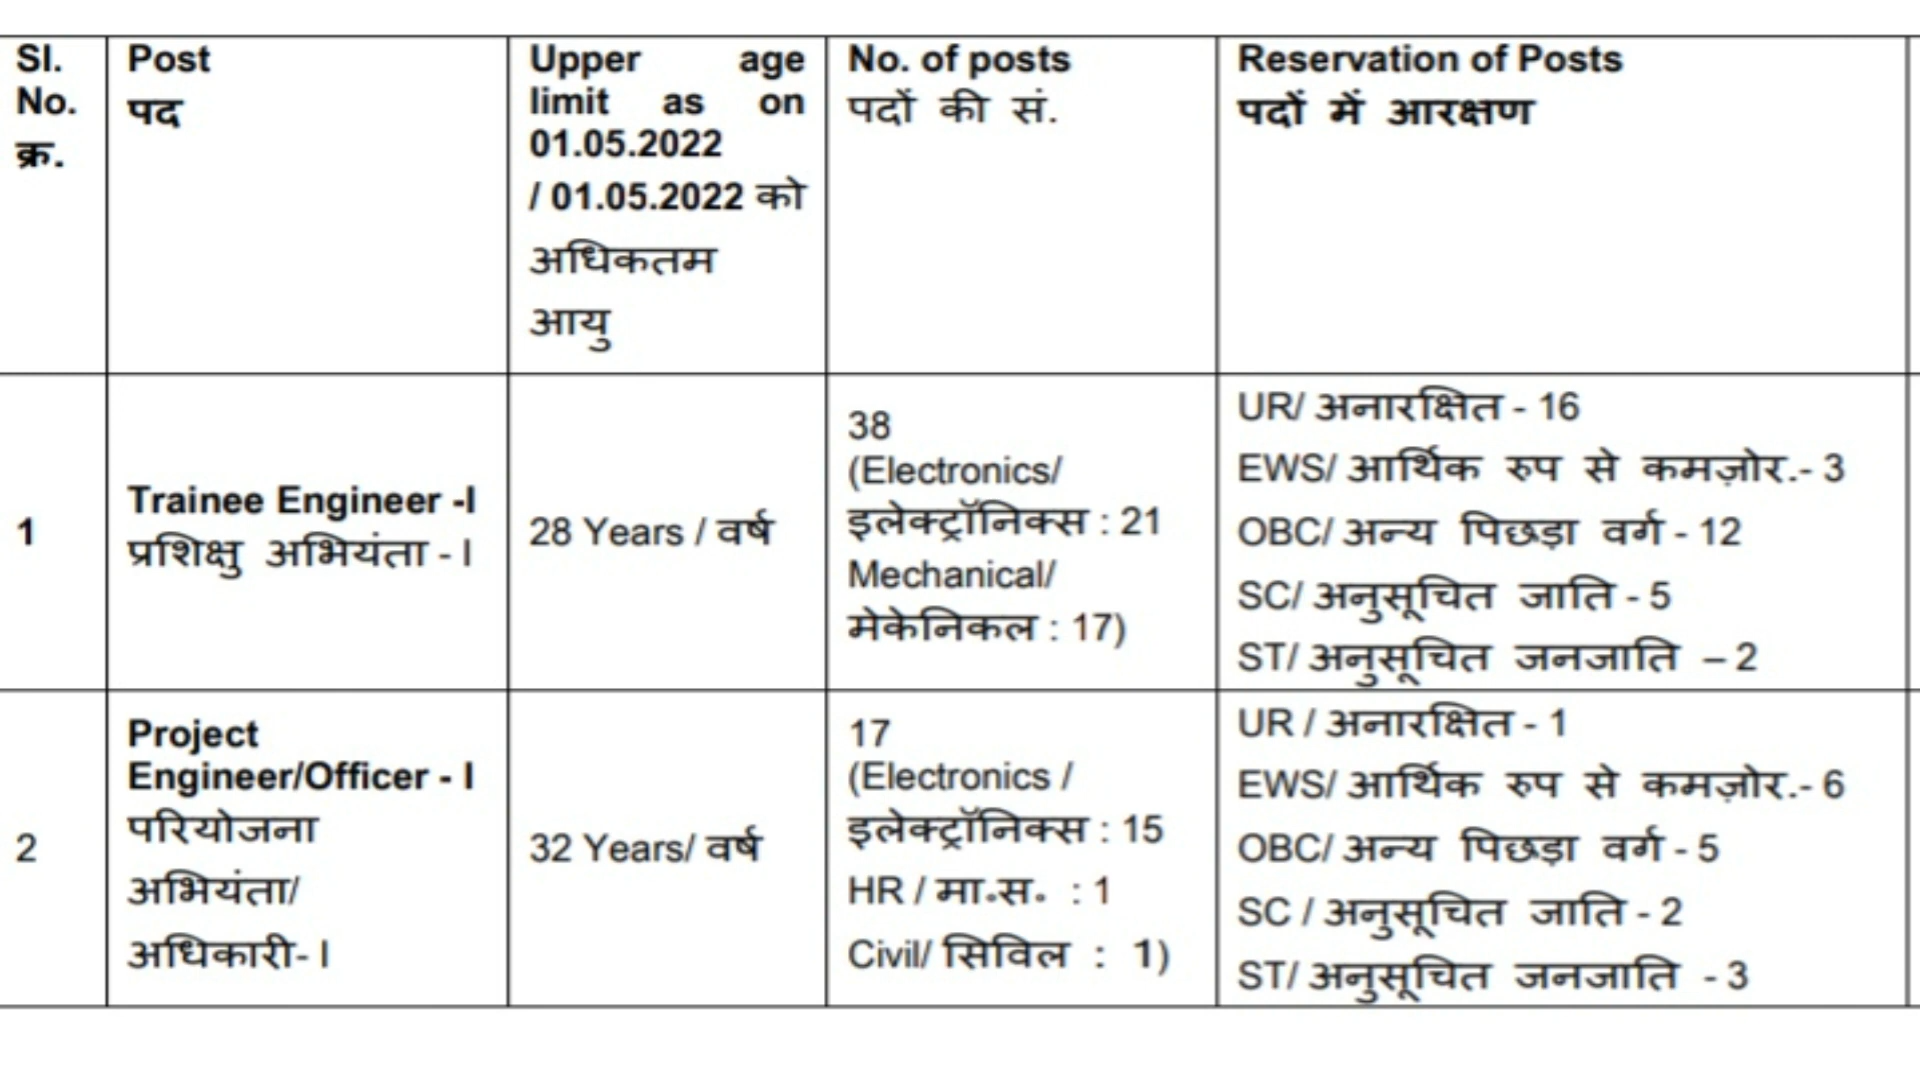 Sl.
No.
क्र.
Post
पद
Upper age
limit as on
01.05.2022
/ 01.05.2022 को
अधिकतम
आयु
No. of posts
पदों की सं.
Reservation of Posts
पदों में आरक्षण
1
Trainee Engineer -I
प्रशिक्षु अभियंता - I
28 Years / वर्ष
38
(Electronics/
इलेक्ट्रॉनिक्स : 21
Mechanical/
मेकेनिकल : 17)
UR/ अनारक्षित - 16
EWS/ आर्थिक रुप से कमज़ोर.- 3
OBC/ अन्य पिछड़ा वर्ग - 12
SC/ अनुसूचित जाति - 5
ST/ अनुसूचित जनजाति – 2
2
Project
Engineer/Officer - I
परियोजना
अभियंता/
अधिकारी- I
32 Years/ वर्ष
17
(Electronics /
इलेक्ट्रॉनिक्स : 15
HR / मा.स. : 1
Civil/ सिविल : 1)
UR / अनारक्षित - 1
EWS/ आर्थिक रुप से कमज़ोर.- 6
OBC/ अन्य पिछड़ा वर्ग - 5
SC / अनुसूचित जाति - 2
ST/ अनुसूचित जनजाति - 3